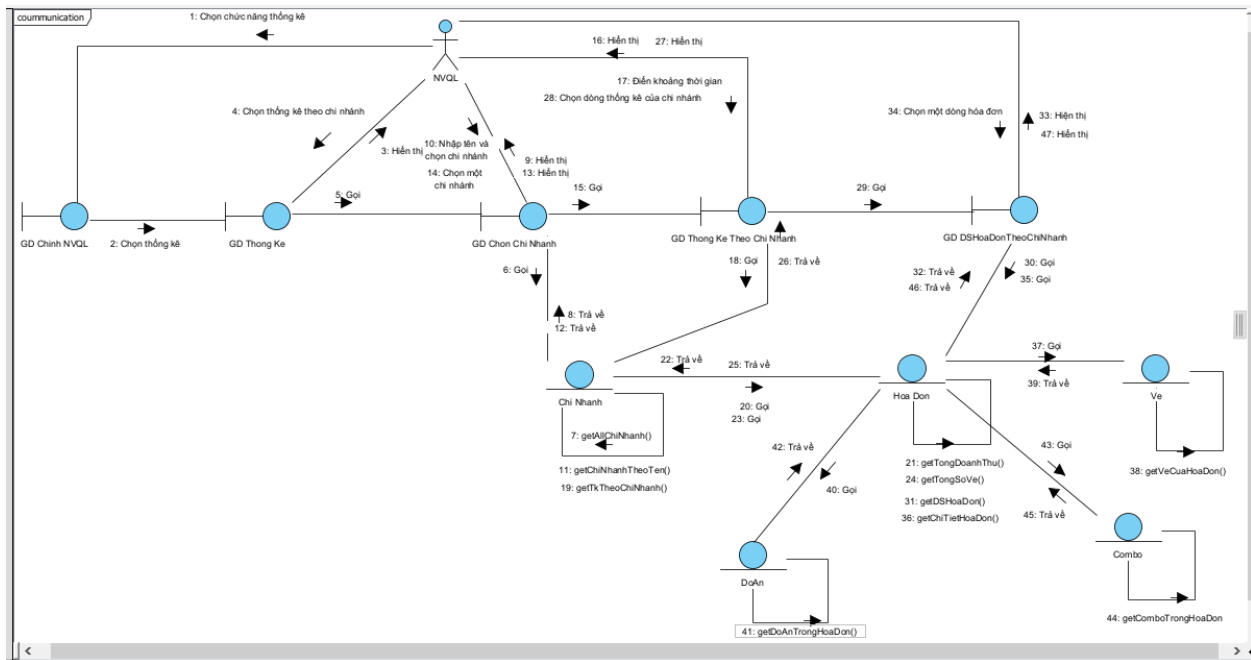 coummunication
1: Chọn chức năng thống kê
NVQL
16: Hiển thị
27: Hiển thị
17: Điền khoảng thời gian
28: Chọn dòng thống kê của chi nhánh
4: Chọn thống kê theo chi nhánh
3: Hiển thị
10: Nhập tên và
chọn chi nhánh
14: Chọn một
chi nhánh
9: Hiển thị
13: Hiển thị
34: Chọn một dòng hóa đơn
33: Hiện thị
47: Hiển thị
5: Gọi
15: Gọi
29: Gọi
GD Chinh NVQL
2: Chọn thống kê
GD Thong Ke
GD Chon Chi Nhanh
GD Thong Ke Theo Chi Nhanh
GD DSHoaDonTheoChiNhanh
6: Gọi
8: Trả về
12: Trả về
18: Gọi
26: Trả về
32: Trả về
46: Trả về
30: Gọi
35: Gọi
22: Trả về
25: Trả về
20: Gọi
23: Gọi
37: Gọi
39: Trả về
Chi Nhanh
Hoa Don
Ve
7: getAllChiNhanh()
11: getChiNhanhTheoTen()
19: getTkTheoChiNhanh()
42: Trả về
40: Gọi
21: getTongDoanhThu()
24: getTongSoVe()
31: getDSHoaDon()
36: getChiTietHoaDon()
43: Gọi
45: Trả về
38: getVeCuaHoaDon()
DoAn
Combo
41: getDoAnTrongHoaDon()
44: getComboTrongHoaDon